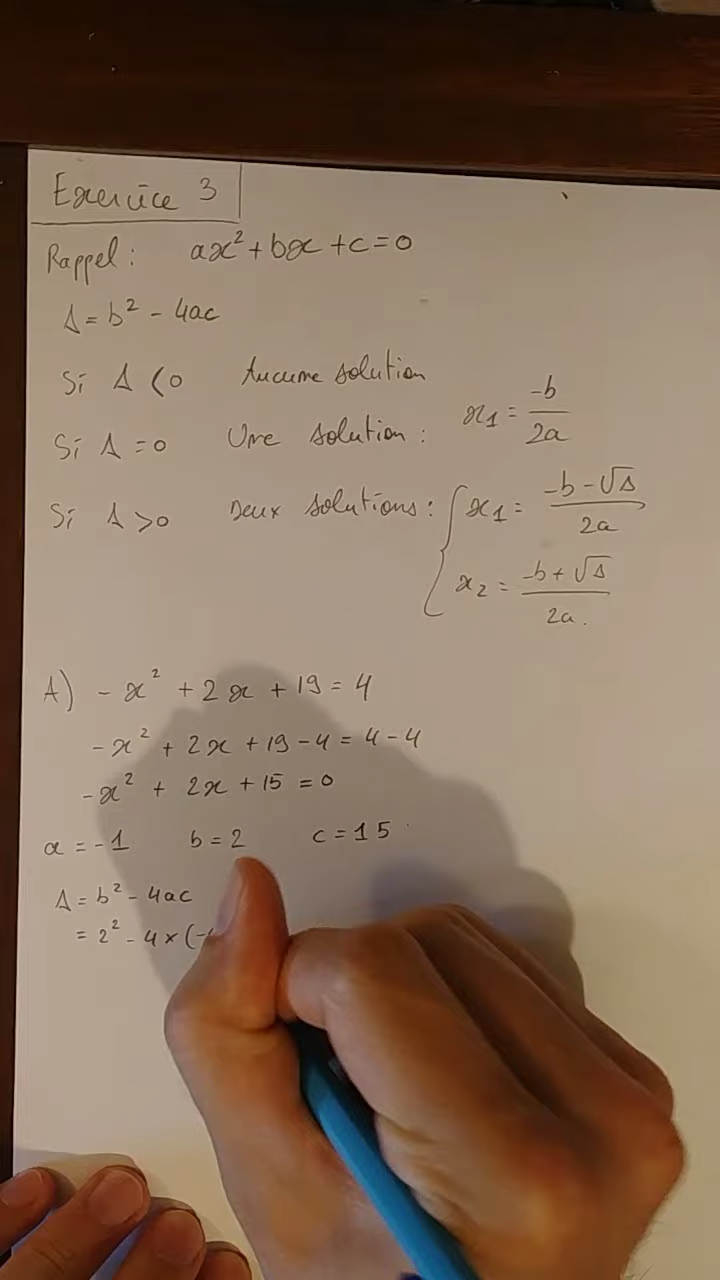 Exercice 3
Rappel: ax² + bx + c = 0
Δ = b² - 4ac
Si Δ < 0 Aucune solution
Si Δ = 0 Une solution : x₁ = -b/2a
Si Δ > 0 Deux solutions : { x₁ = (-b - √Δ)/2a
x₂ = (-b + √Δ)/2a.
A) - x² + 2x + 19 = 4
-x² + 2x + 19 - 4 = 4 - 4
-x² + 2x + 15 = 0
a = -1 b = 2 c = 15
Δ = b² - 4ac
= 2² - 4 × (-